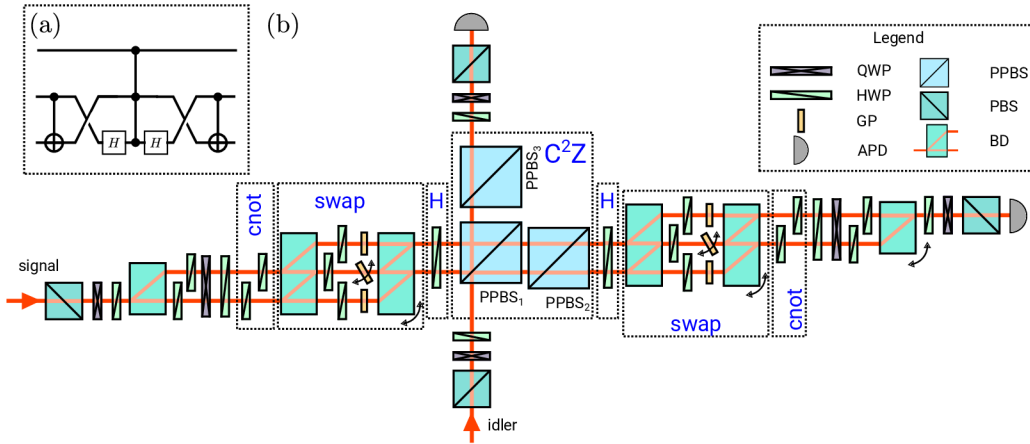 (a)
H
H
(b)
Legend
QWP
HWP
GP
APD
PPBS
PBS
BD
C²Z
PPBS₃
cnot
swap
H
H
signal
PPBS₁
PPBS₂
swap
cnot
idler